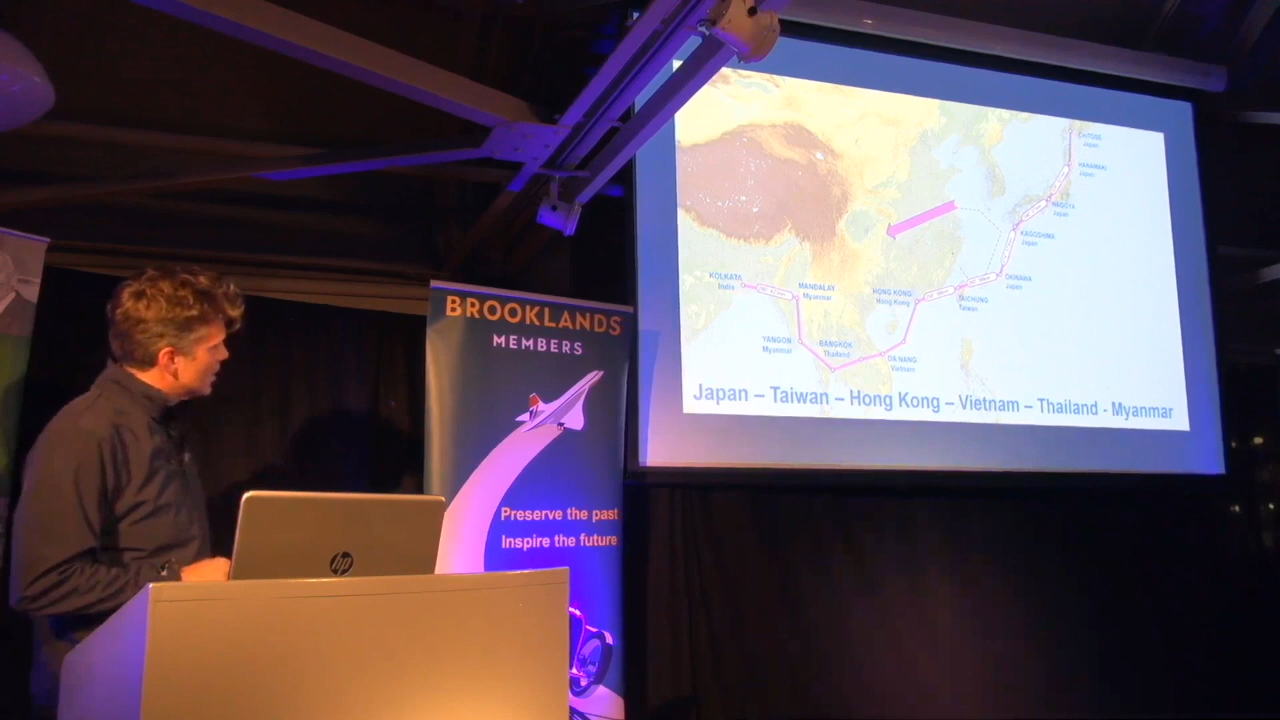 BROOKLANDS
MEMBERS
Preserve the past
Inspire the future
hp
CHITOSE
Japan
HANAMAKI
Japan
NAGOYA
Japan
KAGOSHIMA
Japan
OKINAWA
Japan
TAICHUNG
Taiwan
HONG KONG
Hong Kong
DA NANG
Vietnam
BANGKOK
Thailand
YANGON
Myanmar
MANDALAY
Myanmar
KOLKATA
India
Japan – Taiwan – Hong Kong – Vietnam – Thailand - Myanmar